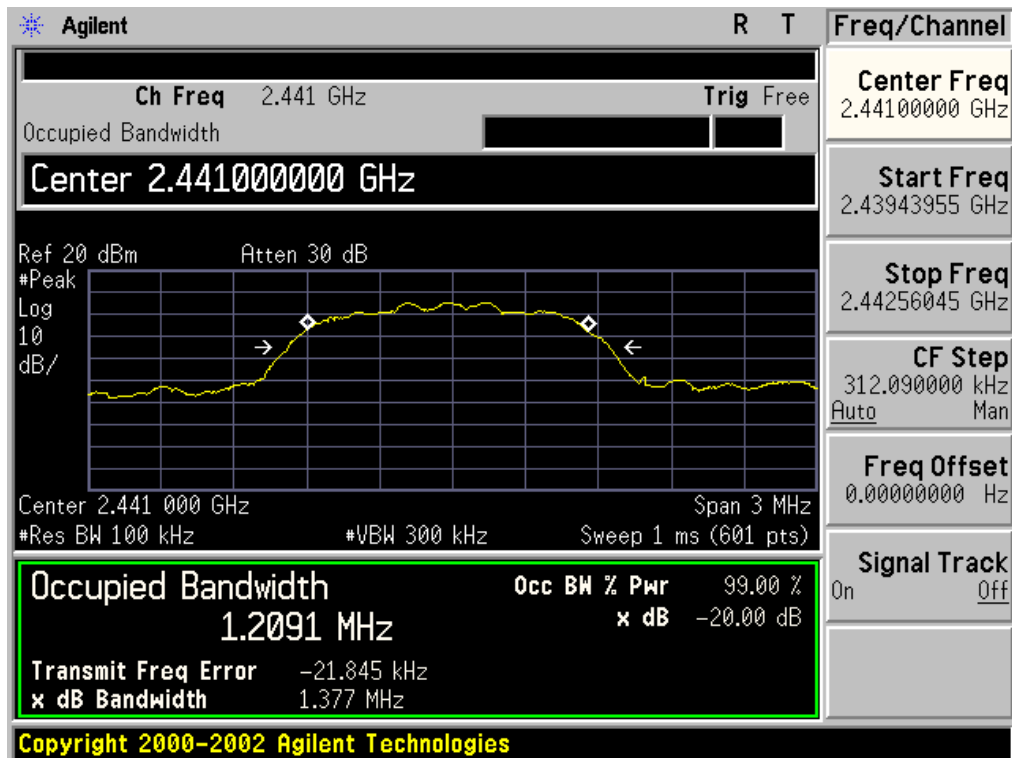 Agilent R T
Ch Freq 2.441 GHz Trig Free
Occupied Bandwidth
Center 2.441000000 GHz
Ref 20 dBm Atten 30 dB
#Peak
Log
10
dB/
Center 2.441 000 GHz Span 3 MHz
#Res BW 100 kHz #VBW 300 kHz Sweep 1 ms (601 pts)
Occupied Bandwidth Occ BW % Pwr 99.00 %
1.2091 MHz x dB -20.00 dB
Transmit Freq Error -21.845 kHz
x dB Bandwidth 1.377 MHz
Copyright 2000-2002 Agilent Technologies
Freq/Channel
Center Freq
2.44100000 GHz
Start Freq
2.43943955 GHz
Stop Freq
2.44256045 GHz
CF Step
312.090000 kHz
Auto Man
Freq Offset
0.00000000 Hz
Signal Track
On Off